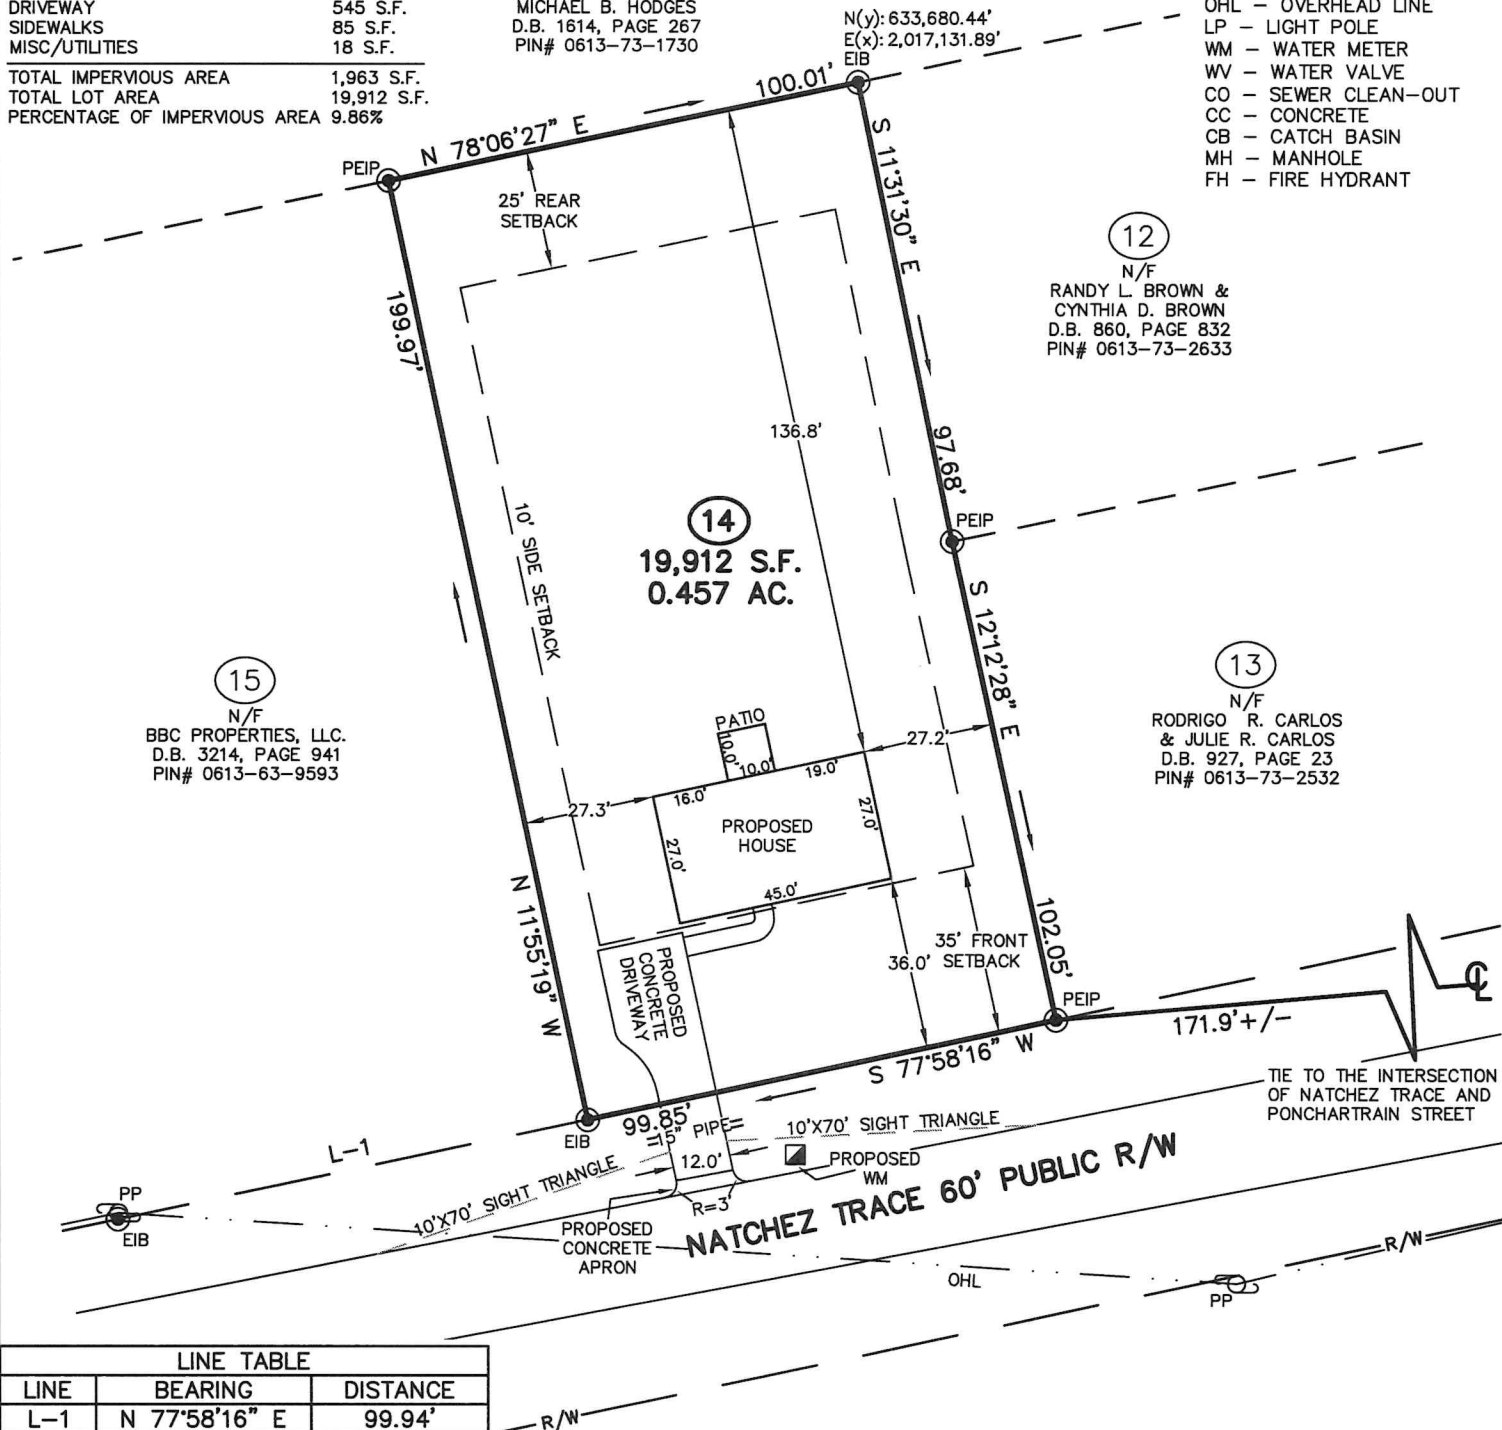 DRIVEWAY 545 S.F.
SIDEWALKS 85 S.F.
MISC/UTILITIES 18 S.F.
TOTAL IMPERVIOUS AREA 1,963 S.F.
TOTAL LOT AREA 19,912 S.F.
PERCENTAGE OF IMPERVIOUS AREA 9.86%
MICHAEL B. HODGES
D.B. 1614, PAGE 267
PIN# 0613-73-1730
N(y): 633,680.44'
E(x): 2,017,131.89'
EIB
OHL - OVERHEAD LINE
LP - LIGHT POLE
WM - WATER METER
WV - WATER VALVE
CO - SEWER CLEAN-OUT
CC - CONCRETE
CB - CATCH BASIN
MH - MANHOLE
FH - FIRE HYDRANT
PEIP
N 78°06'27" E
100.01'
25' REAR
SETBACK
S 11°31'30" E
97.68'
12
N/F
RANDY L. BROWN &
CYNTHIA D. BROWN
D.B. 860, PAGE 832
PIN# 0613-73-2633
199.97'
136.8'
10' SIDE SETBACK
14
19,912 S.F.
0.457 AC.
PEIP
S 12°12'28" E
102.05'
15
N/F
BBC PROPERTIES, LLC.
D.B. 3214, PAGE 941
PIN# 0613-63-9593
13
N/F
RODRIGO R. CARLOS
& JULIE R. CARLOS
D.B. 927, PAGE 23
PIN# 0613-73-2532
PATIO
10.0'
10.0'
19.0'
16.0'
27.2'
27.3'
27.0'
27.0'
PROPOSED
HOUSE
45.0'
N 11°55'19" W
PROPOSED
CONCRETE
DRIVEWAY
36.0'
35' FRONT
SETBACK
PEIP
171.9'+/-
CL
S 77°58'16" W
99.85'
TIE TO THE INTERSECTION
OF NATCHEZ TRACE AND
PONCHARTRAIN STREET
EIB
L-1
=15" PIPE=
10'X70' SIGHT TRIANGLE
10'X70' SIGHT TRIANGLE
12.0'
PROPOSED
WM
R=3'
PP
EIB
PROPOSED
CONCRETE
APRON
NATCHEZ TRACE 60' PUBLIC R/W
OHL
PP
R/W
R/W
LINE TABLE
LINE BEARING DISTANCE
L-1 N 77°58'16" E 99.94'